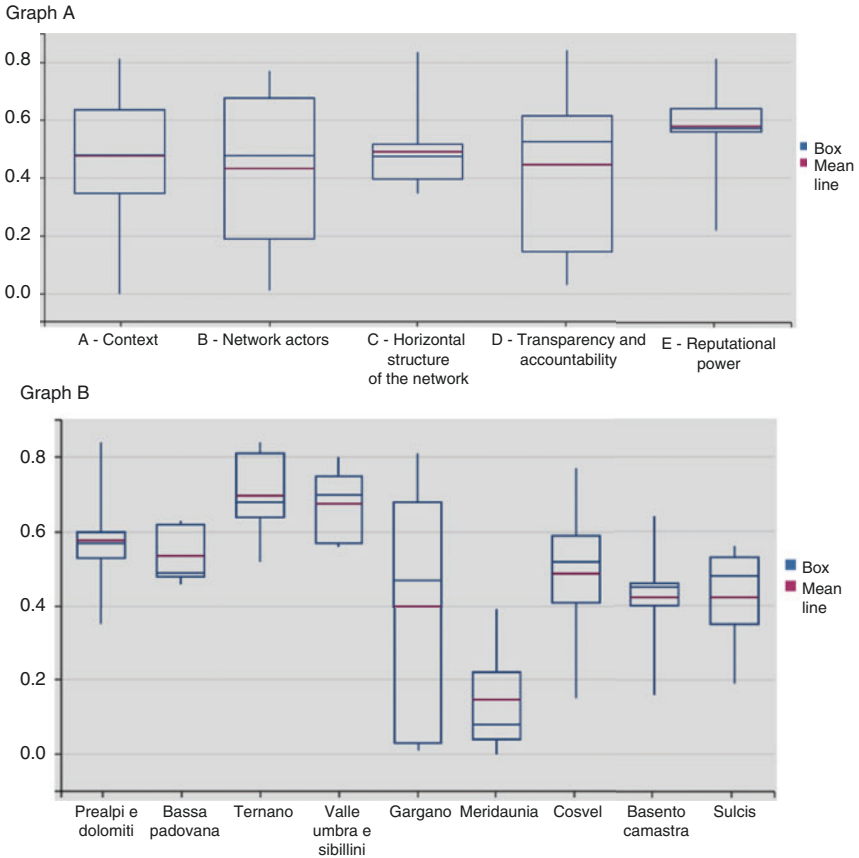 Graph A
0.8
0.6
0.4
0.2
0.0
Box
Mean
line
A - Context
B - Network actors
C - Horizontal
structure
of the network
D - Transparency and
accountability
E - Reputational
power
Graph B
0.8
0.6
0.4
0.2
0.0
Box
Mean
line
Prealpi e
dolomiti
Bassa
padovana
Ternano
Valle
umbra e
sibillini
Gargano
Meridaunia
Cosvel
Basento
camastra
Sulcis